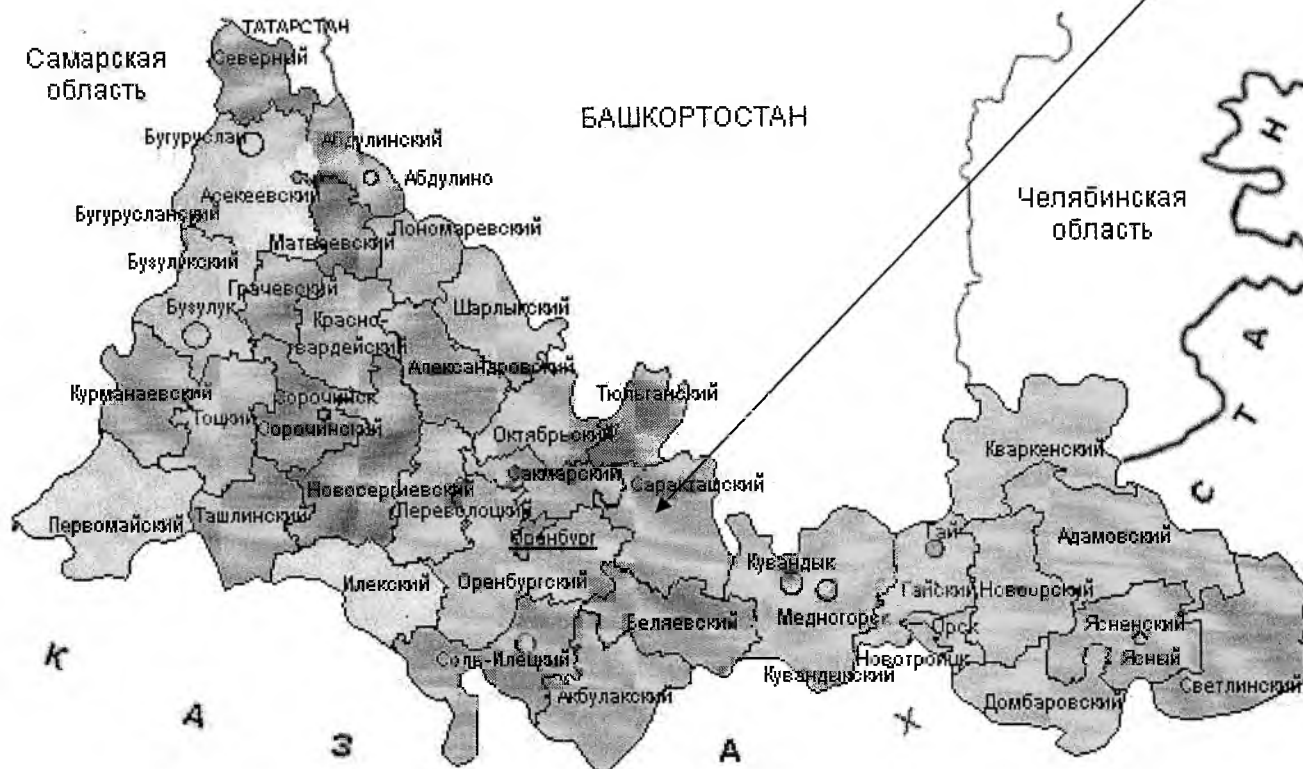 ТАТАРСТАН
Самарская
область
Северный
БАШКОРТОСТАН
Н
Бугуруслан
Абдулинский
Абдулино
Асекеевский
Челябинская
область
Бугурусланский
Матвеевский
Пономаревский
Бузулукский
Грачевский
Шарлыкский
Бузулук
Красно-
гвардейский
А
Александровский
Курманаевский
Тюльганский
Сорочинск
Тоцкий
Т
Сорочинский
Октябрьский
Кваркенский
Сакмарский
Саракташский
С
Новосергиевский
Переволоцкий
Первомайский
Ташлинский
Оренбург
Гай
Адамовский
Кувандык
Илекский
Оренбургский
Гайский
Новоорский
Медногорск
Беляевский
Орск
Ясненский
К
Соль-Илецкий
Новотройцк
Ясный
Кувандыкский
Светлинский
Акбулакский
Домбаровский
А
Х
З
А